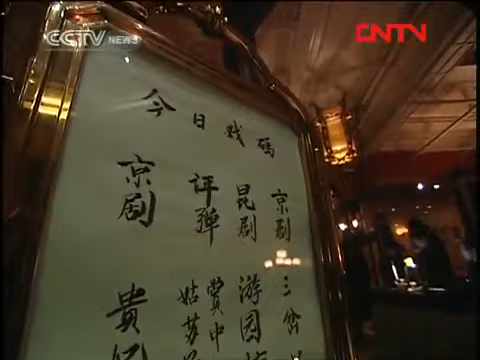 CCTV NEWS
CNTV
今日戏码
京剧 三岔
昆剧 游园
评弹 赏中
姑苏
京剧 贵